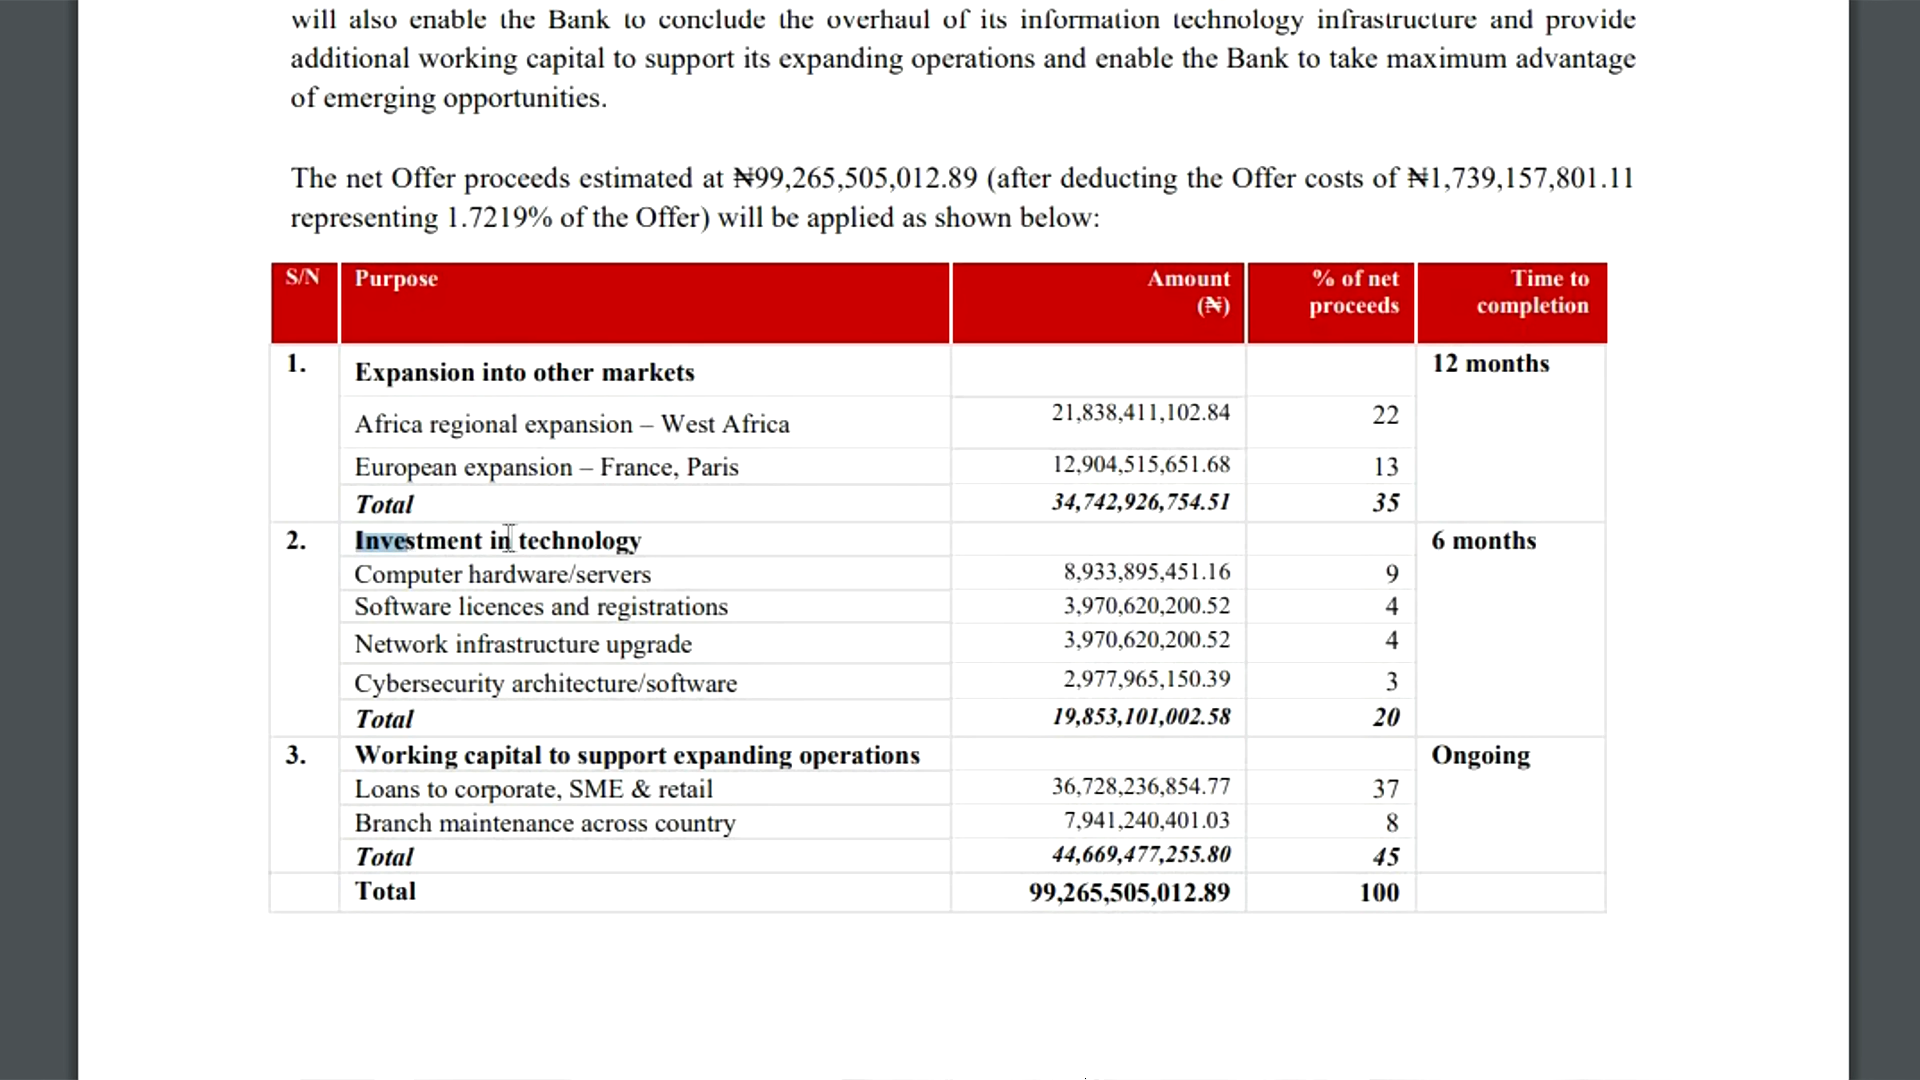 will also enable the Bank to conclude the overhaul of its information technology infrastructure and provide
additional working capital to support its expanding operations and enable the Bank to take maximum advantage
of emerging opportunities.
The net Offer proceeds estimated at ₦99,265,505,012.89 (after deducting the Offer costs of ₦1,739,157,801.11
representing 1.7219% of the Offer) will be applied as shown below:
S/N Purpose Amount (₦) % of net proceeds Time to completion
1. Expansion into other markets 12 months
Africa regional expansion – West Africa 21,838,411,102.84 22
European expansion – France, Paris 12,904,515,651.68 13
Total 34,742,926,754.51 35
2. Investment in technology 6 months
Computer hardware/servers 8,933,895,451.16 9
Software licences and registrations 3,970,620,200.52 4
Network infrastructure upgrade 3,970,620,200.52 4
Cybersecurity architecture/software 2,977,965,150.39 3
Total 19,853,101,002.58 20
3. Working capital to support expanding operations Ongoing
Loans to corporate, SME & retail 36,728,236,854.77 37
Branch maintenance across country 7,941,240,401.03 8
Total 44,669,477,255.80 45
Total 99,265,505,012.89 100